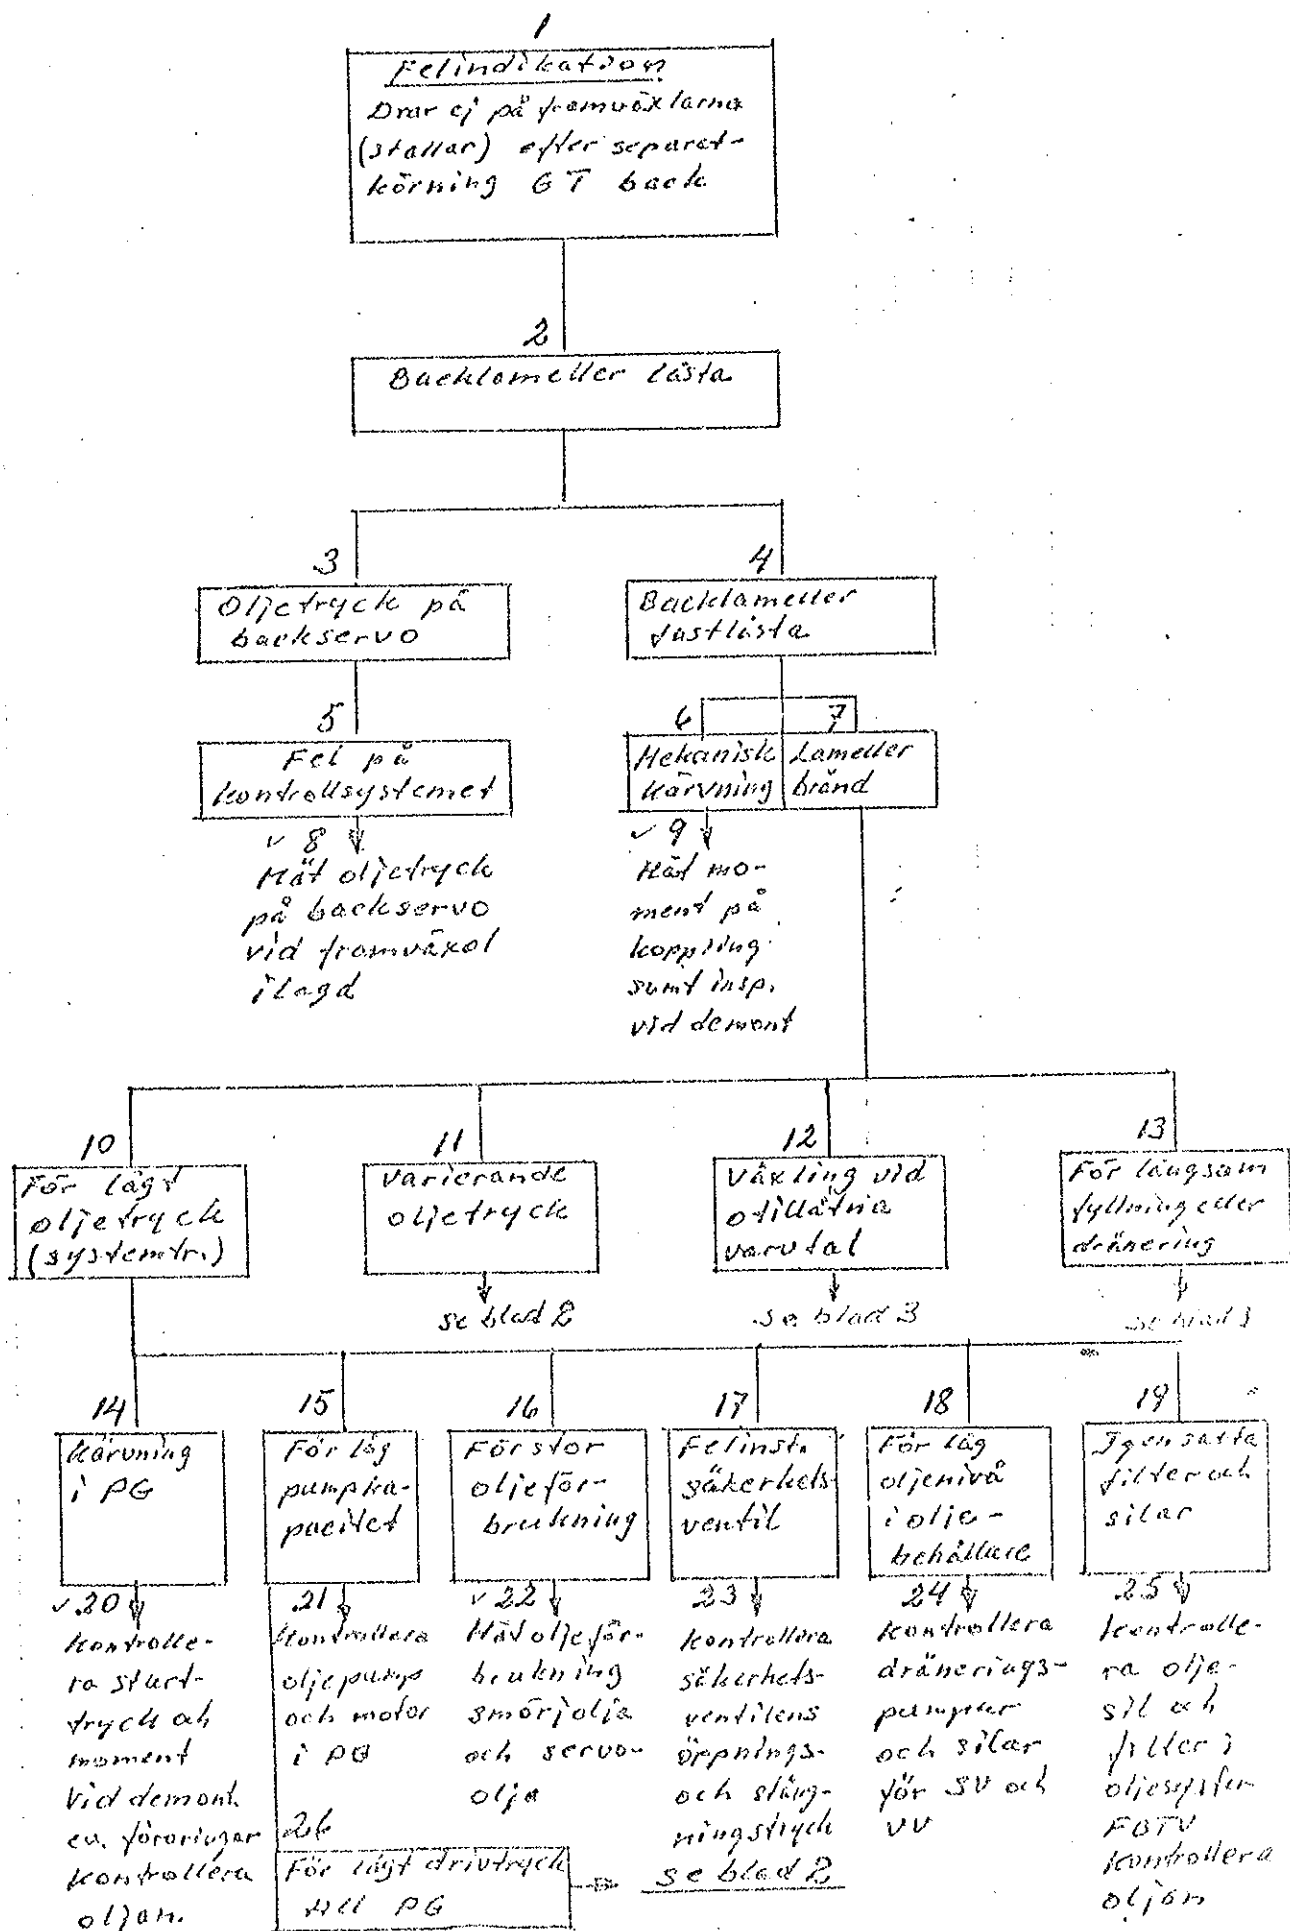 1
Felindikation
Drar ej på framväxlarna
(stallar) efter separat-
körning GT back
2
Backlameller låsta
3
Oljetryck på
backservo
4
Backlameller
fastlåsta
5
Fel på
kontrollsystemet
6
Mekanisk
kärvning
7
Lameller
bränd
8
Mät oljetryck
på backservo
vid framväxel
ilagd
9
Mät mo-
ment på
koppling
samt insp.
vid demont
10
För lågt
oljetryck
(systemtr.)
11
Varierande
oljetryck
se blad 2
12
Växling vid
otillåtna
varvtal
Se blad 3
13
För långsam
fyllning eller
dränering
se blad 3
14
Kärvning
i PG
15
För låg
pumpka-
pacitet
16
För stor
oljeför-
brukning
17
Felinst.
säkerhets-
ventil
18
För låg
oljenivå
i olje-
behållare
19
Igensatta
filter och
silar
20
Kontrolle-
ra start-
tryck och
moment
vid demont.
ev. föroringar
kontrollera
oljan.
21
Kontrollera
oljepump
och motor
i PG
22
Mät oljeför-
brukning
smörjolja
och servo-
olja
23
kontrollera
säkerhets-
ventilens
öppnings-
och stäng-
ningstryck
24
kontrollera
dränerings-
pumpar
och silar
för SV och
VV
25
kontrolle-
ra olje-
sil och
filter i
oljesystem
kontrollera
oljan
26
För lågt drivtryck
till PG
se blad 2